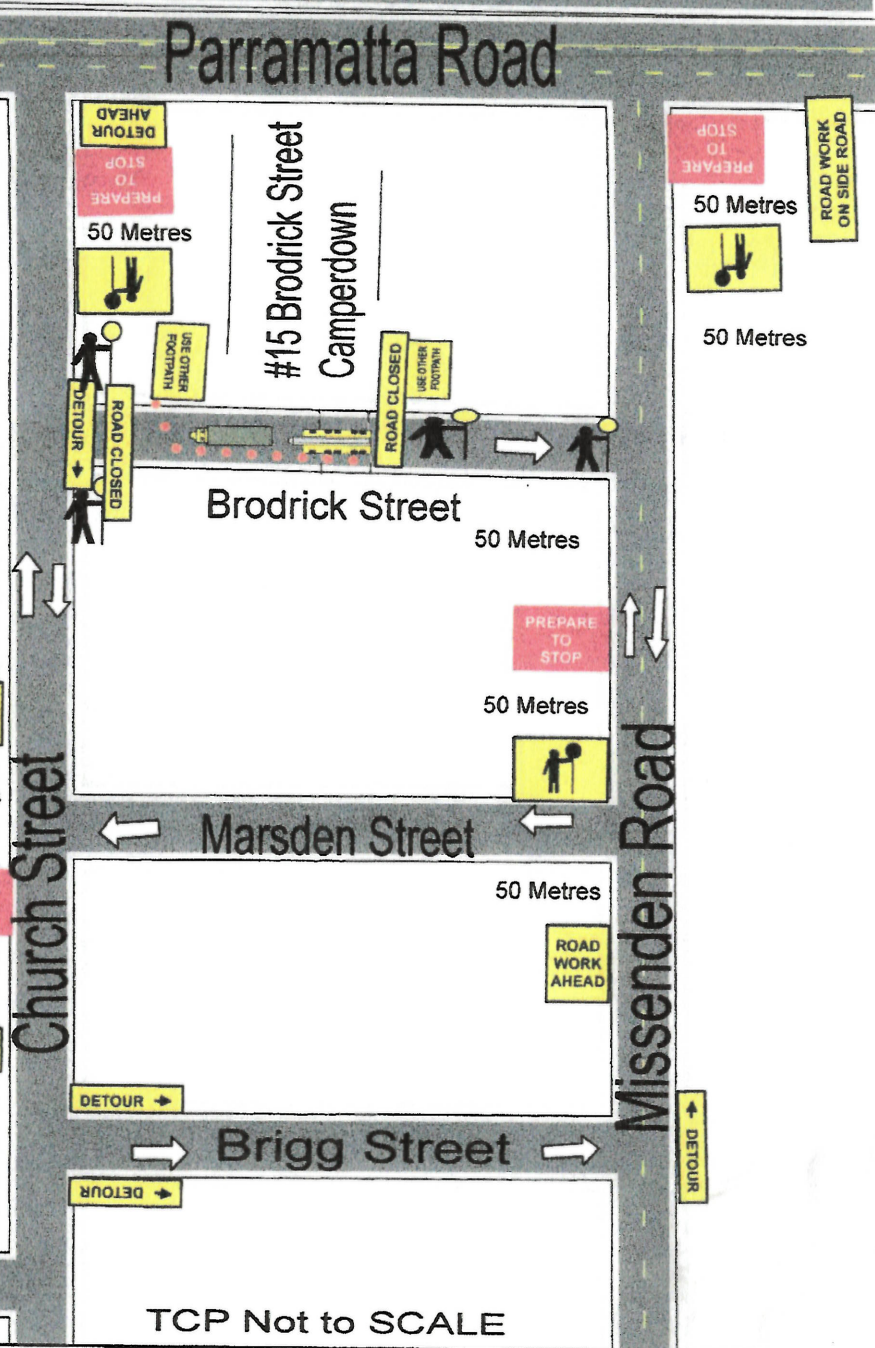 Parramatta Road
DETOUR
AHEAD
PREPARE
TO
STOP
50 Metres
#15 Brodrick Street
Camperdown
PREPARE
TO
STOP
50 Metres
ROAD WORK
ON SIDE ROAD
50 Metres
USE OTHER
FOOTPATH
ROAD CLOSED
USE OTHER
FOOTPATH
DETOUR
ROAD CLOSED
Brodrick Street
50 Metres
PREPARE
TO
STOP
50 Metres
Church Street
Marsden Street
Missenden Road
50 Metres
ROAD
WORK
AHEAD
DETOUR
Brigg Street
DETOUR
DETOUR
TCP Not to SCALE